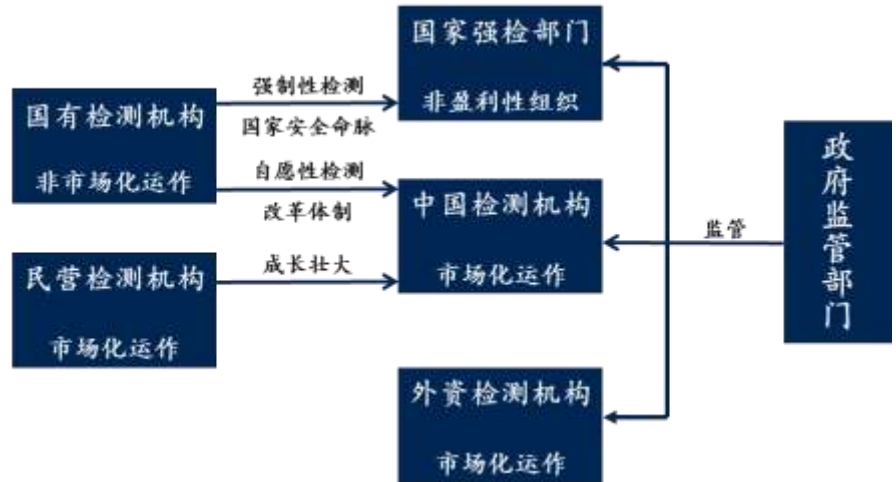 国家强检部门
非盈利性组织
强制性检测
国家安全命脉
国有检测机构
非市场化运作
自愿性检测
改革体制
中国检测机构
市场化运作
民营检测机构
市场化运作
成长壮大
监管
政府监管部门
外资检测机构
市场化运作